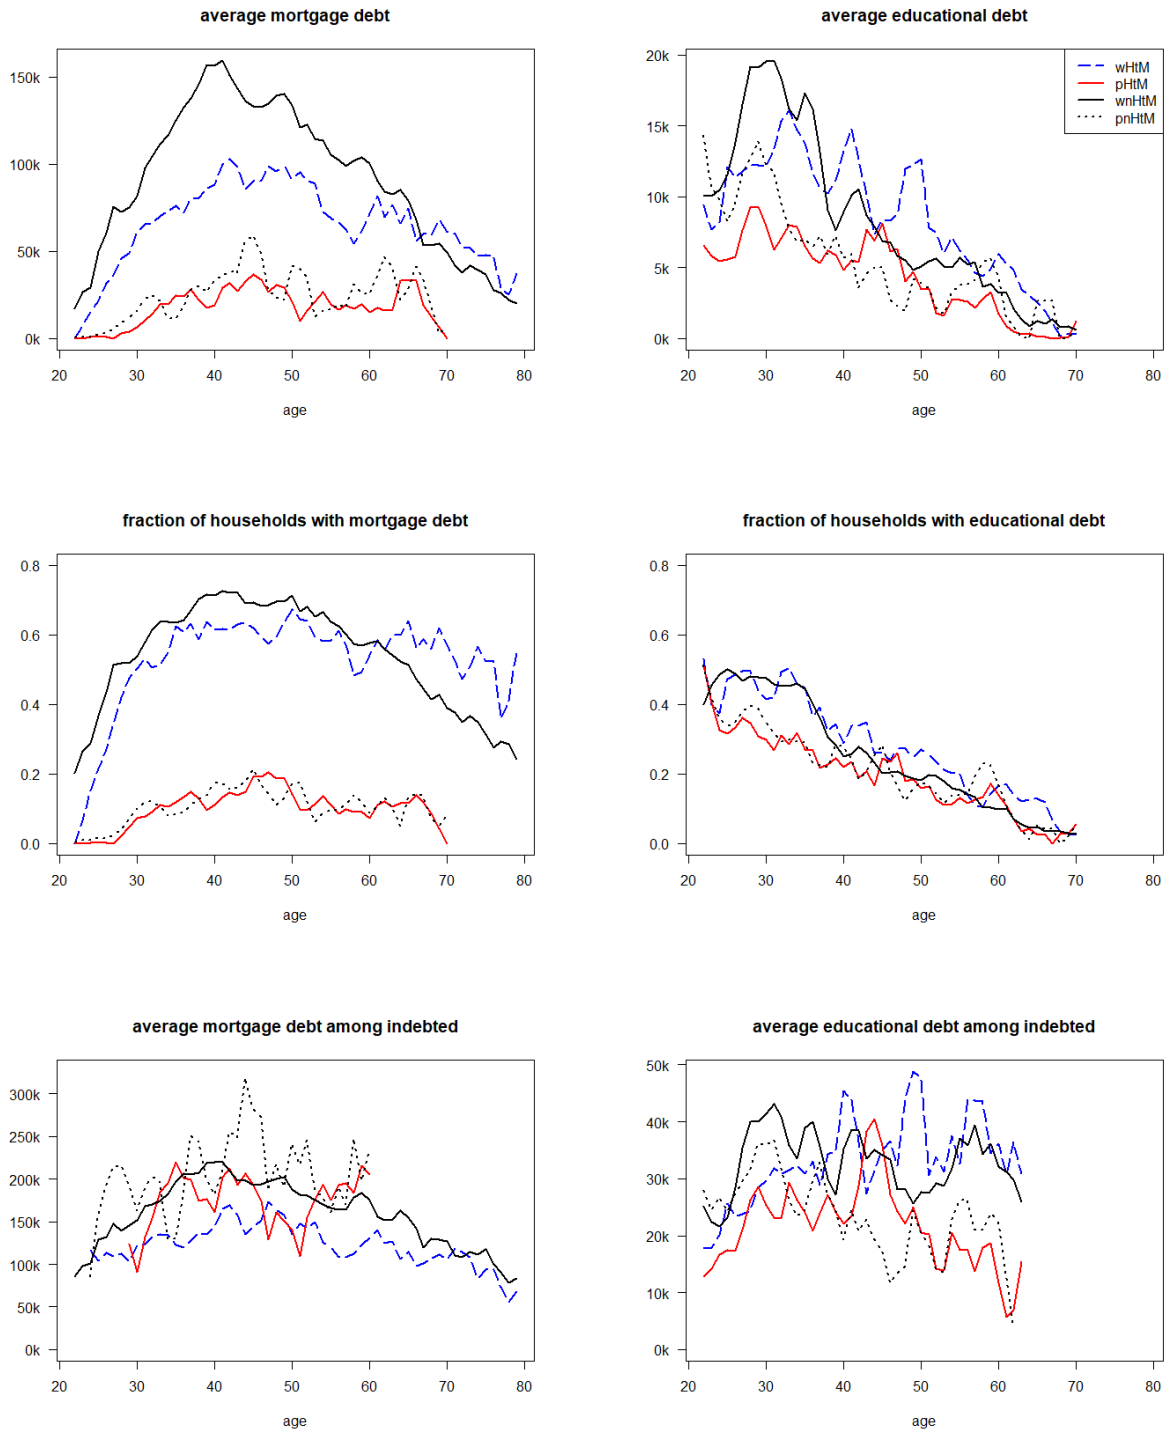 average mortgage debt
150k
100k
50k
0k
20 30 40 50 60 70 80
age
average educational debt
20k
15k
10k
5k
0k
20 30 40 50 60 70 80
age
wHtM
pHtM
wnHtM
pnHtM
fraction of households with mortgage debt
0.8
0.6
0.4
0.2
0.0
20 30 40 50 60 70 80
age
fraction of households with educational debt
0.8
0.6
0.4
0.2
0.0
20 30 40 50 60 70 80
age
average mortgage debt among indebted
300k
250k
200k
150k
100k
50k
0k
20 30 40 50 60 70 80
age
average educational debt among indebted
50k
40k
30k
20k
10k
0k
20 30 40 50 60 70 80
age